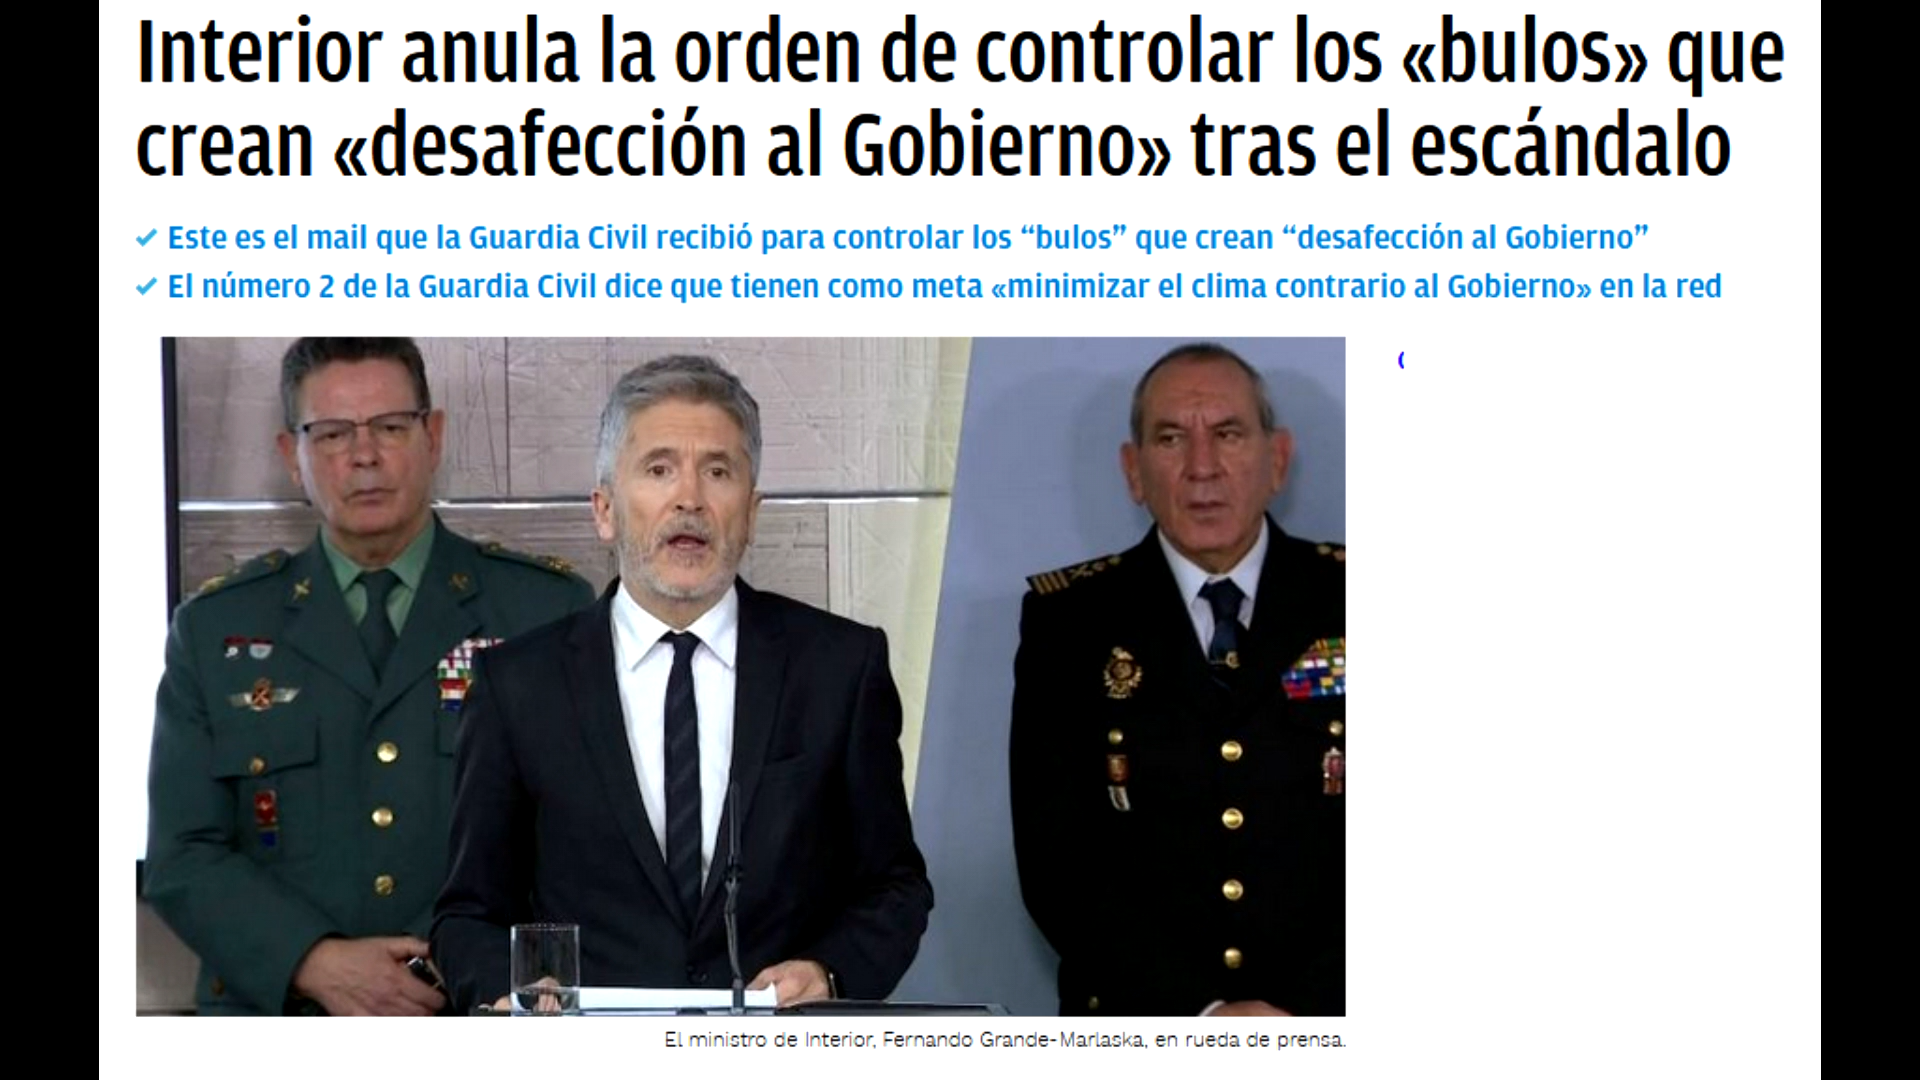 Interior anula la orden de controlar los «bulos» que
crean «desafección al Gobierno» tras el escándalo
Este es el mail que la Guardia Civil recibió para controlar los “bulos” que crean “desafección al Gobierno”
El número 2 de la Guardia Civil dice que tienen como meta «minimizar el clima contrario al Gobierno» en la red
El ministro de Interior, Fernando Grande-Marlaska, en rueda de prensa.